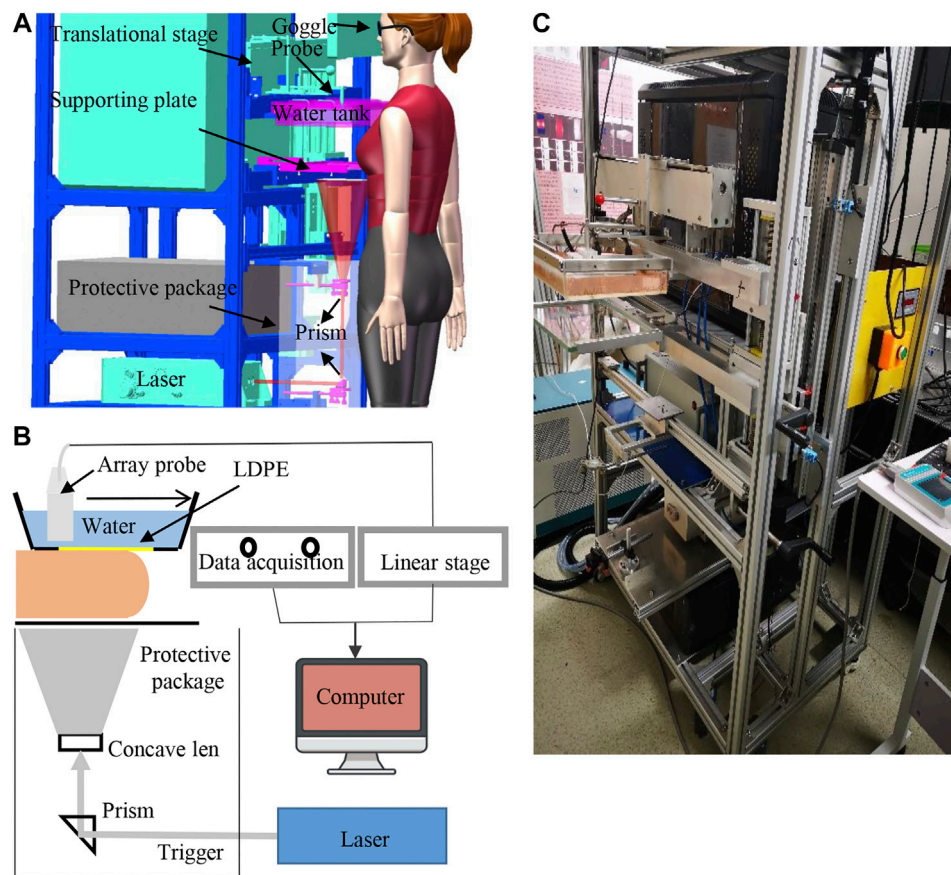 A
Goggle
Translational stage
Probe
Supporting plate
Water tank
Protective package
Prism
Laser
B
Array probe
LDPE
Water
Data acquisition
Linear stage
Protective
package
Computer
Concave len
Prism
Trigger
Laser
C